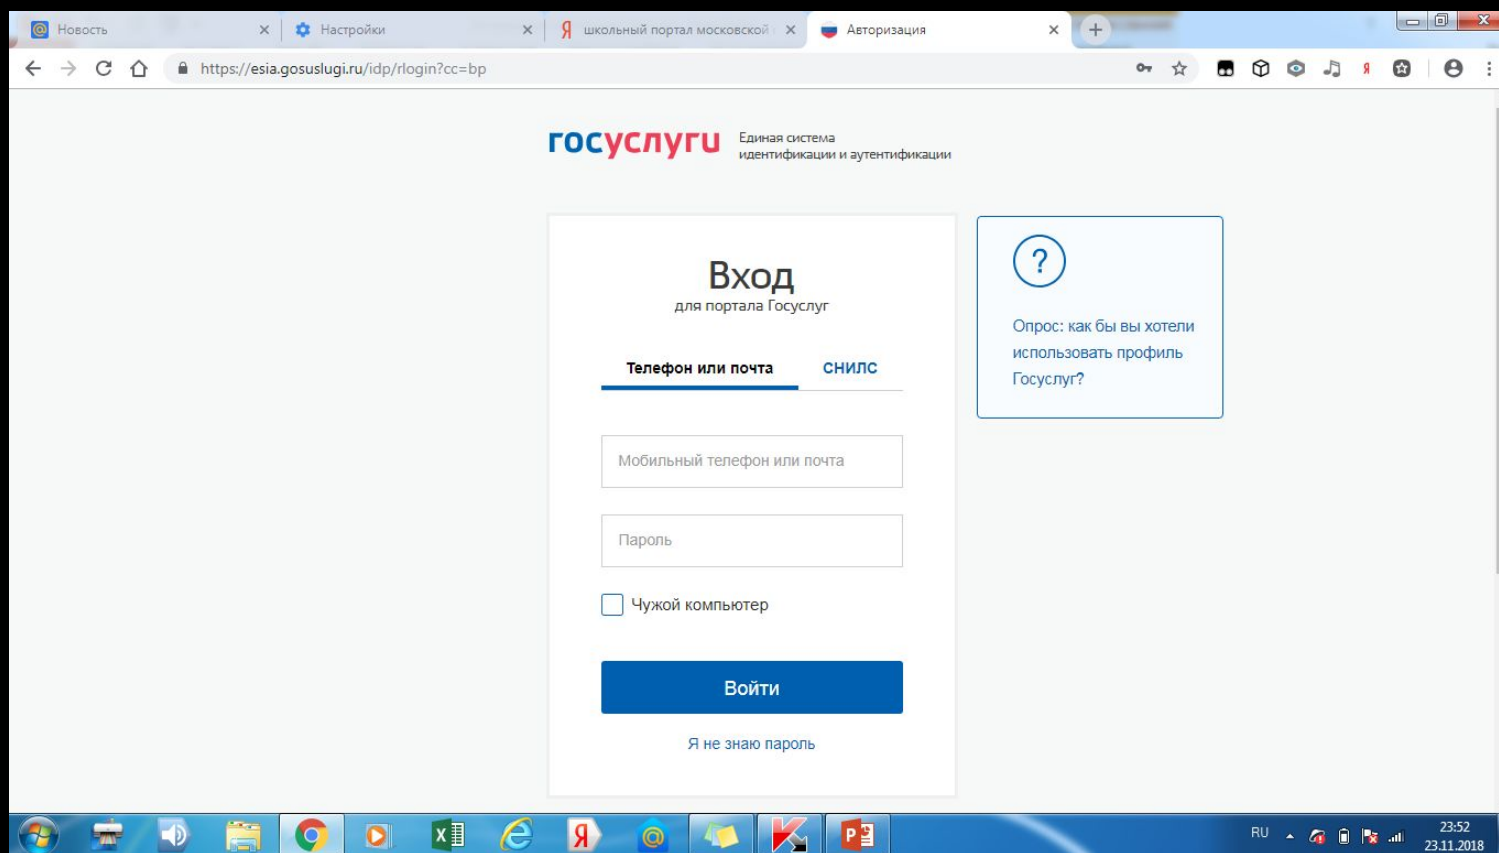 Новость
Настройки
школьный портал московской
Авторизация
https://esia.gosuslugi.ru/idp/rlogin?cc=bp
госуслуги
Единая система
идентификации и аутентификации
Вход
для портала Госуслуг
Телефон или почта
СНИЛС
Мобильный телефон или почта
Пароль
Чужой компьютер
Войти
Я не знаю пароль
?
Опрос: как бы вы хотели
использовать профиль
Госуслуг?
RU
23:52
23.11.2018